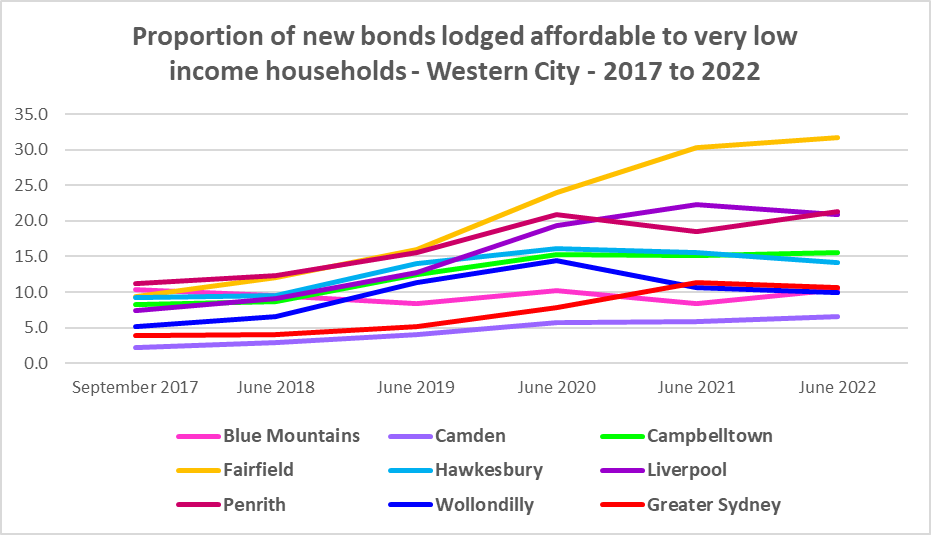 Proportion of new bonds lodged affordable to very low
income households - Western City - 2017 to 2022
35.0
30.0
25.0
20.0
15.0
10.0
5.0
0.0
September 2017 June 2018 June 2019 June 2020 June 2021 June 2022
Blue Mountains Camden Campbelltown
Fairfield Hawkesbury Liverpool
Penrith Wollondilly Greater Sydney